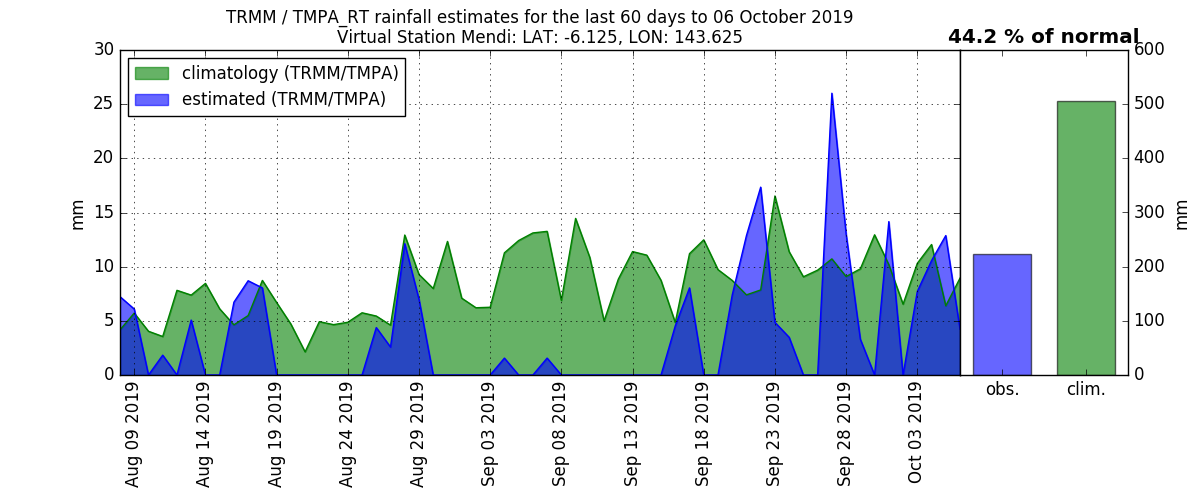 TRMM / TMPA_RT rainfall estimates for the last 60 days to 06 October 2019
Virtual Station Mendi: LAT: -6.125, LON: 143.625
44.2 % of normal
climatology (TRMM/TMPA)
estimated (TRMM/TMPA)
30
25
20
15
10
5
0
mm
600
500
400
300
200
100
0
mm
obs.
clim.
Aug 09 2019
Aug 14 2019
Aug 19 2019
Aug 24 2019
Aug 29 2019
Sep 03 2019
Sep 08 2019
Sep 13 2019
Sep 18 2019
Sep 23 2019
Sep 28 2019
Oct 03 2019